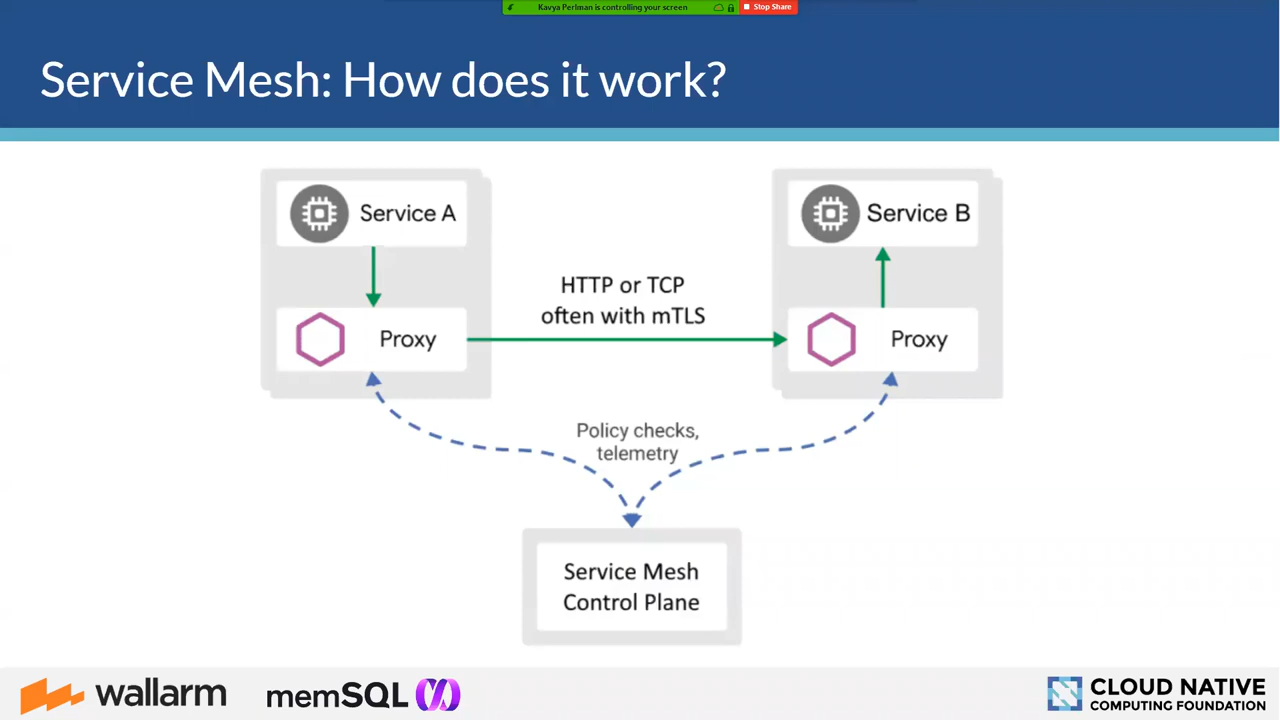 Kavya Perlman is controlling your screen
Stop Share
Service Mesh: How does it work?
Service A
Service B
HTTP or TCP
often with mTLS
Proxy
Proxy
Policy checks,
telemetry
Service Mesh
Control Plane
wallarm
memSQL
CLOUD NATIVE
COMPUTING FOUNDATION